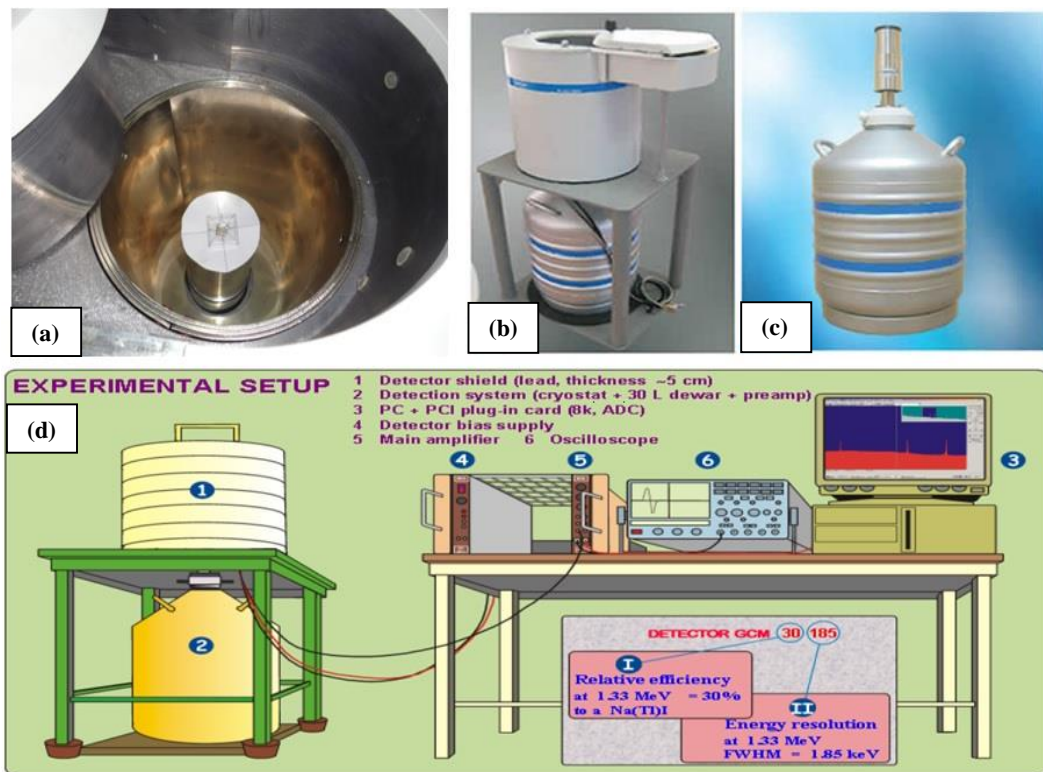 (a)
(b)
(c)
(d)
EXPERIMENTAL SETUP
1 Detector shield (lead, thickness ~5 cm)
2 Detection system (cryostat + 30 L dewar + preamp)
3 PC + PCI plug-in card (8k, ADC)
4 Detector bias supply
5 Main amplifier 6 Oscilloscope
4
5
6
3
1
2
DETECTOR GCM 30 185
I
Relative efficiency
at 1.33 MeV = 30%
to a Na(Tl)I
II
Energy resolution
at 1.33 MeV
FWHM = 1.85 keV